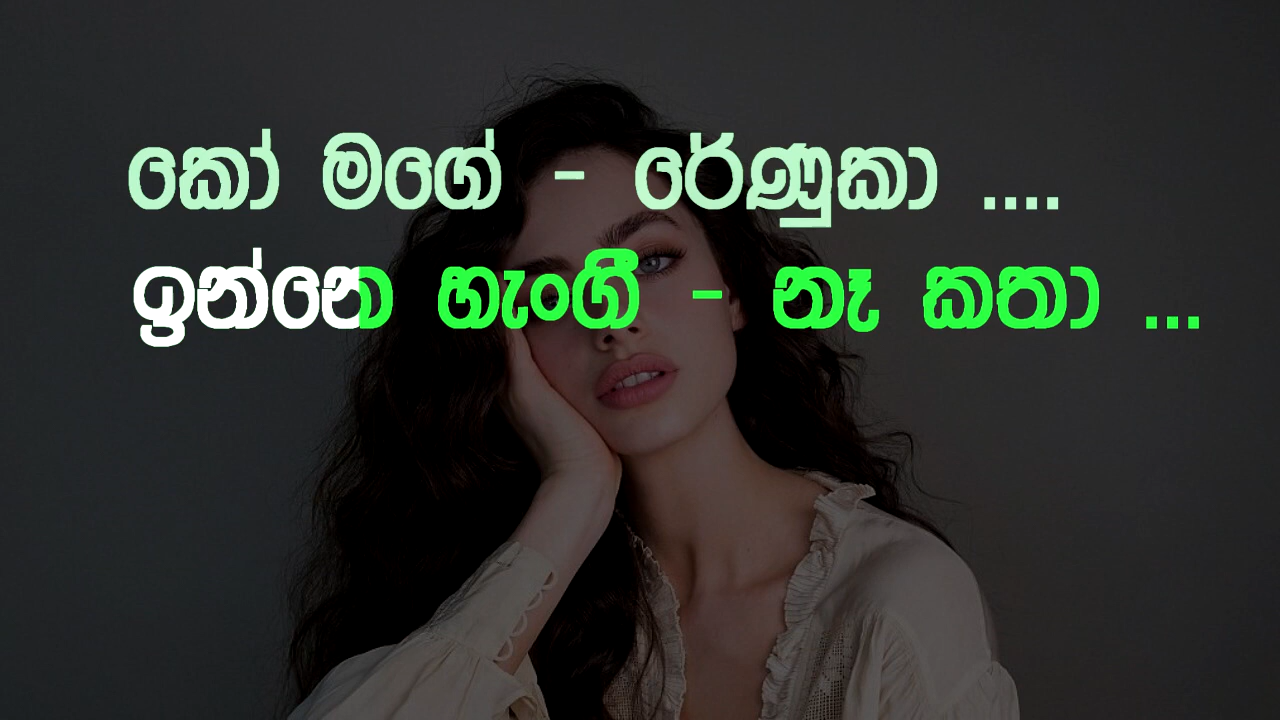 කෝ මගේ - රේණුකා ....
ඉන්නෙ හැංගී - නෑ කතා ...